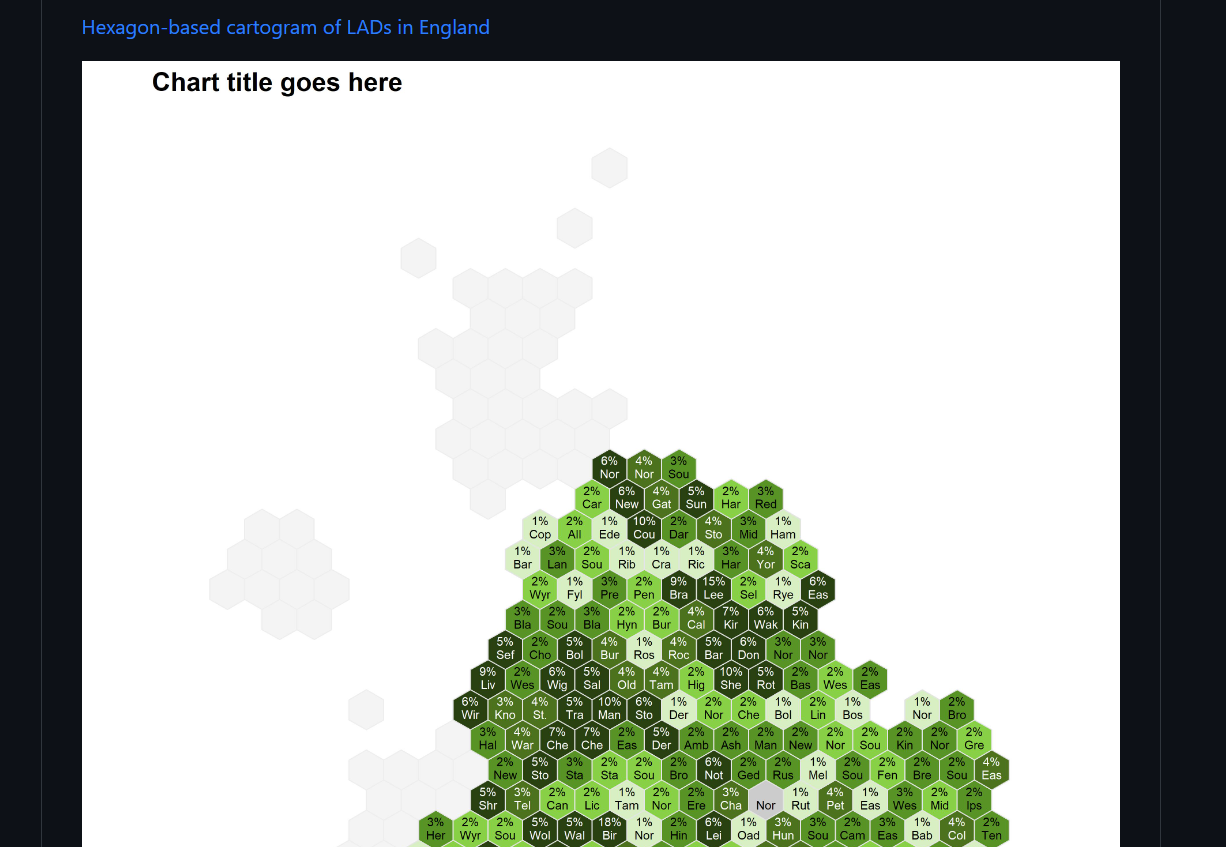 Hexagon-based cartogram of LADs in England
Chart title goes here
6% 4% 3%
Nor Nor Sou
2% 6% 4% 5% 2% 3%
Car New Gat Sun Har Red
1% 2% 1% 10% 2% 4% 3% 1%
Cop All Ede Cou Dar Sto Mid Ham
1% 3% 2% 1% 1% 1% 3% 4% 2%
Bar Lan Sou Rib Cra Ric Har Yor Sca
2% 1% 3% 2% 9% 15% 2% 1% 6%
Wyr Fyl Pre Pen Bra Lee Sel Rye Eas
3% 2% 3% 2% 2% 4% 7% 6% 5%
Bla Sou Bla Hyn Bur Cal Kir Wak Kin
5% 2% 5% 4% 1% 4% 5% 6% 3% 3%
Sef Cho Bol Bur Ros Roc Bar Don Nor Nor
9% 2% 6% 5% 4% 4% 2% 10% 5% 2% 2% 2%
Liv Wes Wig Sal Old Tam Hig She Rot Bas Wes Eas
6% 3% 4% 5% 10% 6% 1% 2% 2% 1% 2% 1% 1% 2%
Wir Kno St. Tra Man Sto Der Nor Che Bol Lin Bos Nor Bro
3% 4% 7% 7% 2% 5% 2% 2% 2% 2% 2% 2% 2% 2% 2%
Hal War Che Che Eas Der Amb Ash Man New Nor Sou Kin Nor Gre
2% 5% 3% 2% 2% 2% 6% 2% 2% 1% 2% 2% 2% 2% 4%
New Sto Sta Sta Sou Bro Not Ged Rus Mel Sou Fen Bre Sou Eas
5% 3% 2% 2% 1% 2% 2% 3% 1% 4% 1% 3% 2% 2%
Shr Tel Can Lic Tam Nor Ere Cha Nor Rut Pet Eas Wes Mid Ips
3% 2% 2% 5% 5% 18% 1% 2% 6% 1% 3% 3% 2% 3% 1% 4% 2%
Her Wyr Sou Wol Wal Bir Nor Hin Lei Oad Hun Sou Cam Eas Bab Col Ten